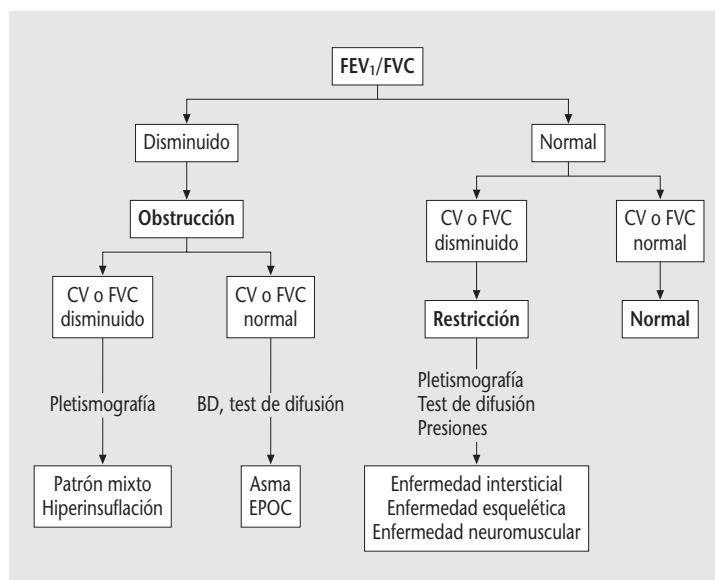 FEV₁/FVC
Disminuido
Normal
Obstrucción
CV o FVC
disminuido
CV o FVC
normal
CV o FVC
disminuido
CV o FVC
normal
Restricción
Normal
Pletismografía
BD, test de difusión
Pletismografía
Test de difusión
Presiones
Patrón mixto
Hiperinsuflación
Asma
EPOC
Enfermedad intersticial
Enfermedad esquelética
Enfermedad neuromuscular